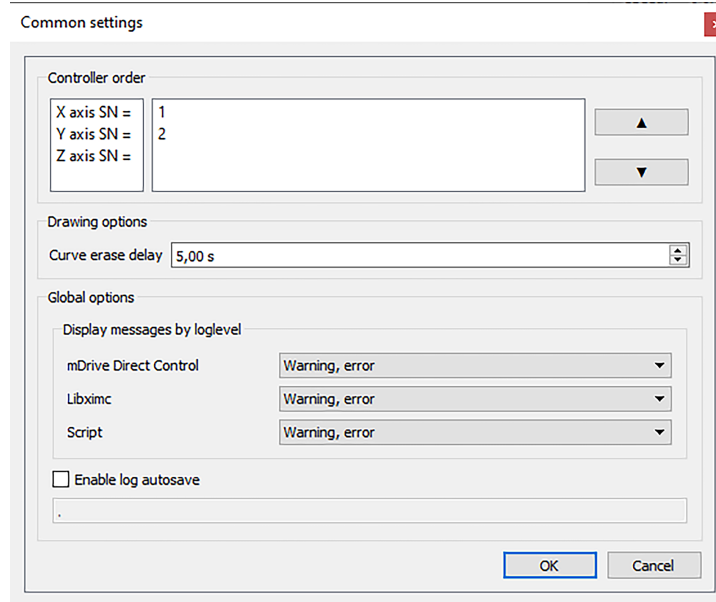 Common settings
Controller order
X axis SN = 1
Y axis SN = 2
Z axis SN =
▲
▼
Drawing options
Curve erase delay 5,00 s
Global options
Display messages by loglevel
mDrive Direct Control Warning, error
Libximc Warning, error
Script Warning, error
Enable log autosave
.
OK Cancel